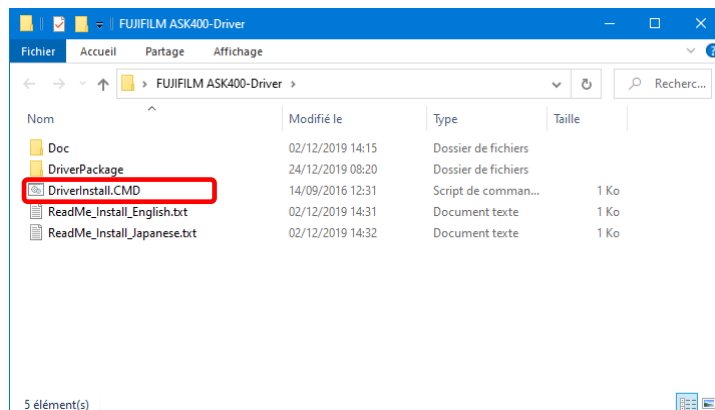 FUJIFILM ASK400-Driver
Fichier Accueil Partage Affichage
FUJIFILM ASK400-Driver Recherc...
Nom Modifié le Type Taille
Doc 02/12/2019 14:15 Dossier de fichiers
DriverPackage 24/12/2019 08:20 Dossier de fichiers
DriverInstall.CMD 14/09/2016 12:31 Script de comman... 1 Ko
ReadMe_Install_English.txt 02/12/2019 14:31 Document texte 1 Ko
ReadMe_Install_Japanese.txt 02/12/2019 14:32 Document texte 1 Ko
5 élément(s)